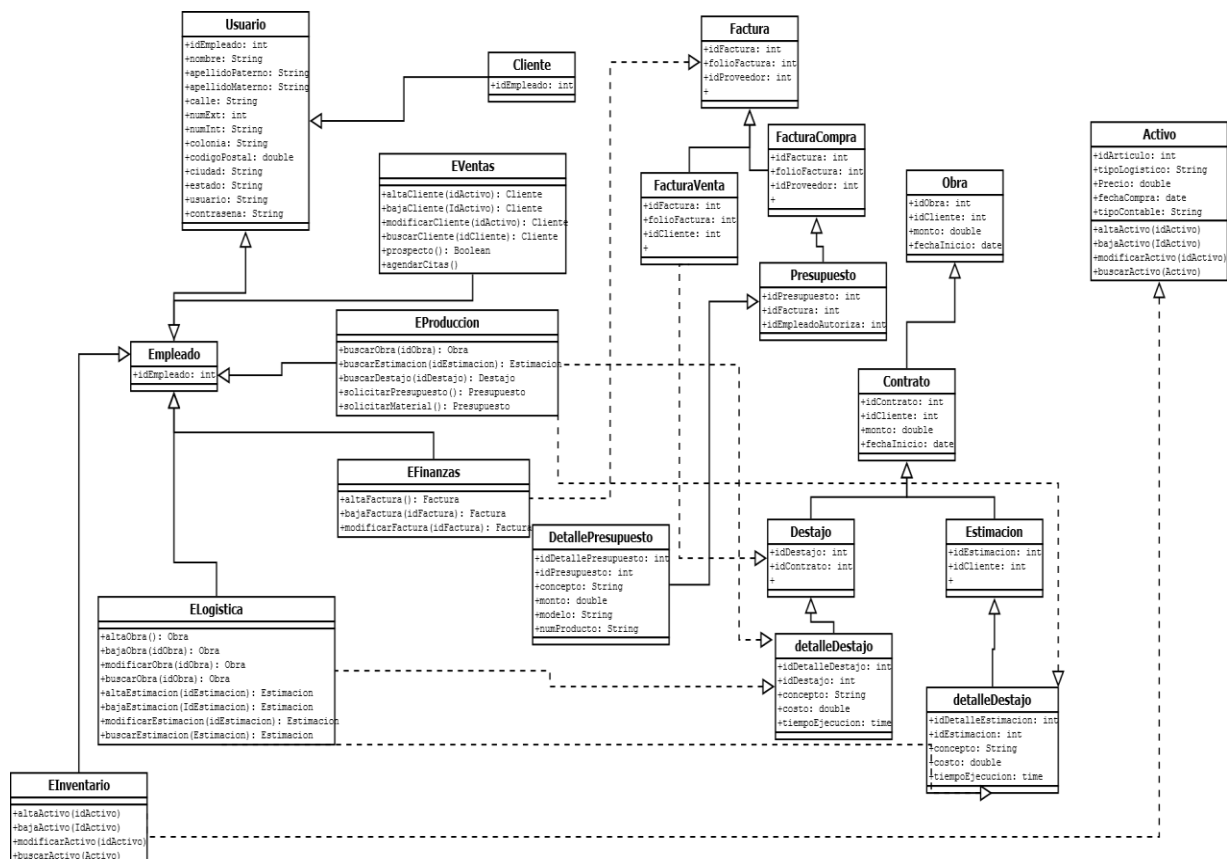 Usuario
+idEmpleado: int
+nombre: String
+apellidoPaterno: String
+apellidoMaterno: String
+calle: String
+numExt: int
+numInt: String
+colonia: String
+codigoPostal: double
+ciudad: String
+estado: String
+usuario: String
+contrasena: String
Cliente
+idEmpleado: int
EVentas
+altaCliente(idActivo): Cliente
+bajaCliente(IdActivo): Cliente
+modificarCliente(idActivo): Cliente
+buscarCliente(idCliente): Cliente
+prospecto(): Boolean
+agendarCitas()
Factura
+idFactura: int
+folioFactura: int
+idProveedor: int
+
FacturaCompra
+idFactura: int
+folioFactura: int
+idProveedor: int
+
FacturaVenta
+idFactura: int
+folioFactura: int
+idCliente: int
+
Obra
+idObra: int
+idCliente: int
+monto: double
+fechaInicio: date
Activo
+idArticulo: int
+tipoLogistico: String
+Precio: double
+fechaCompra: date
+tipoContable: String
+altaActivo(idActivo)
+bajaActivo(IdActivo)
+modificarActivo(idActivo)
+buscarActivo(Activo)
Presupuesto
+idPresupuesto: int
+idFactura: int
+idEmpleadoAutoriza: int
Empleado
+idEmpleado: int
EProduccion
+buscarObra(idObra): Obra
+buscarEstimacion(idEstimacion): Estimacion
+buscarDestajo(idDestajo): Destajo
+solicitarPresupuesto(): Presupuesto
+solicitarMaterial(): Presupuesto
Contrato
+idContrato: int
+idCliente: int
+monto: double
+fechaInicio: date
EFinanzas
+altaFactura(): Factura
+bajaFactura(idFactura): Factura
+modificarFactura(idFactura): Factura
DetallePresupuesto
+idDetallePresupuesto: int
+idPresupuesto: int
+concepto: String
+monto: double
+modelo: String
+numProducto: String
Destajo
+idDestajo: int
+idContrato: int
+
Estimacion
+idEstimacion: int
+idCliente: int
+
ELogistica
+altaObra(): Obra
+bajaObra(idObra): Obra
+modificarObra(idObra): Obra
+buscarObra(idObra): Obra
+altaEstimacion(idEstimacion): Estimacion
+bajaEstimacion(IdEstimacion): Estimacion
+modificarEstimacion(idEstimacion): Estimacion
+buscarEstimacion(Estimacion): Estimacion
detalleDestajo
+idDetalleDestajo: int
+idDestajo: int
+concepto: String
+costo: double
+tiempoEjecucion: time
detalleDestajo
+idDetalleEstimacion: int
+idEstimacion: int
+concepto: String
+costo: double
+tiempoEjecucion: time
EInventario
+altaActivo(idActivo)
+bajaActivo(IdActivo)
+modificarActivo(idActivo)
+buscarActivo(Activo)